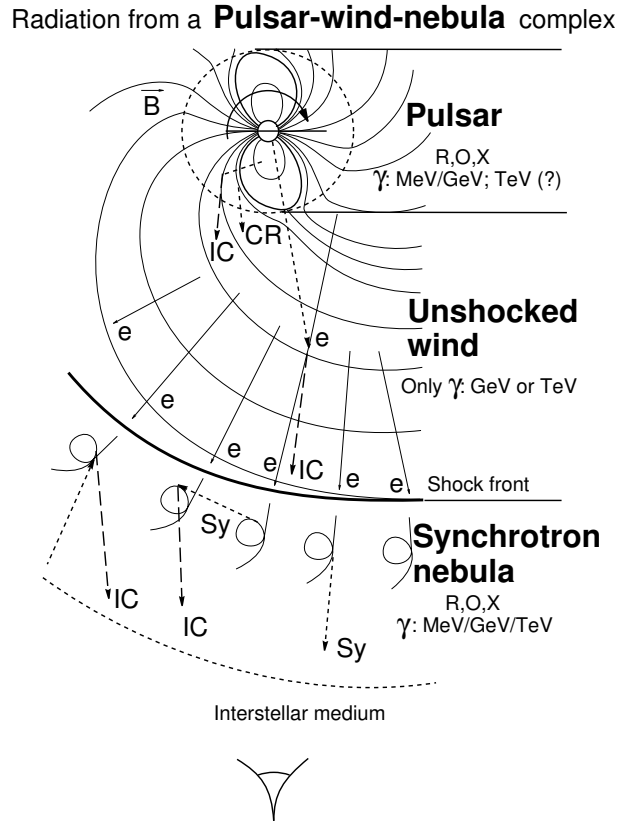 Radiation from a Pulsar-wind-nebula complex
B
Pulsar
R,O,X
γ: MeV/GeV; TeV (?)
CR
IC
Unshocked
wind
e
e
Only γ: GeV or TeV
e
e
e
IC
e
e
Shock front
Sy
Synchrotron
nebula
R,O,X
γ: MeV/GeV/TeV
IC
IC
Sy
Interstellar medium